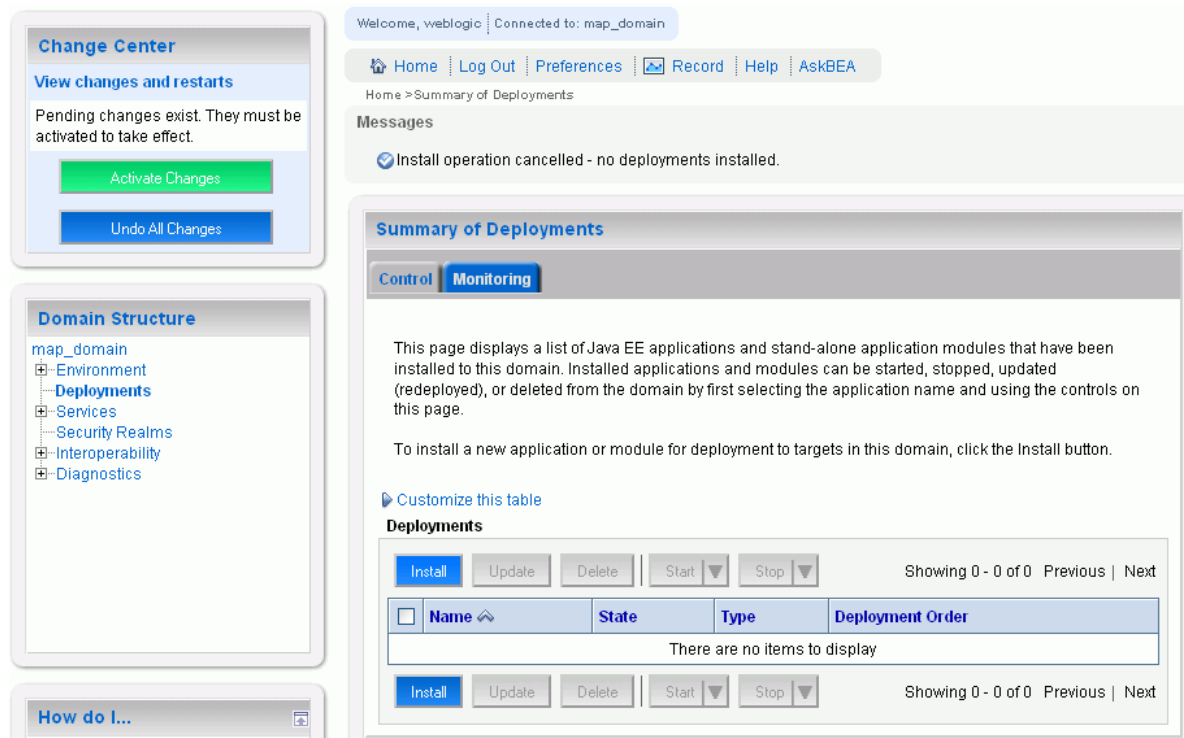 Change Center
View changes and restarts
Pending changes exist. They must be
activated to take effect.
Activate Changes
Undo All Changes
Domain Structure
map_domain
Environment
Deployments
Services
Security Realms
Interoperability
Diagnostics
How do I...
Welcome, weblogic Connected to: map_domain
Home Log Out Preferences Record Help AskBEA
Home >Summary of Deployments
Messages
Install operation cancelled - no deployments installed.
Summary of Deployments
Control Monitoring
This page displays a list of Java EE applications and stand-alone application modules that have been
installed to this domain. Installed applications and modules can be started, stopped, updated
(redeployed), or deleted from the domain by first selecting the application name and using the controls on
this page.
To install a new application or module for deployment to targets in this domain, click the Install button.
Customize this table
Deployments
Install Update Delete Start Stop Showing 0 - 0 of 0 Previous | Next
Name State Type Deployment Order
There are no items to display
Install Update Delete Start Stop Showing 0 - 0 of 0 Previous | Next